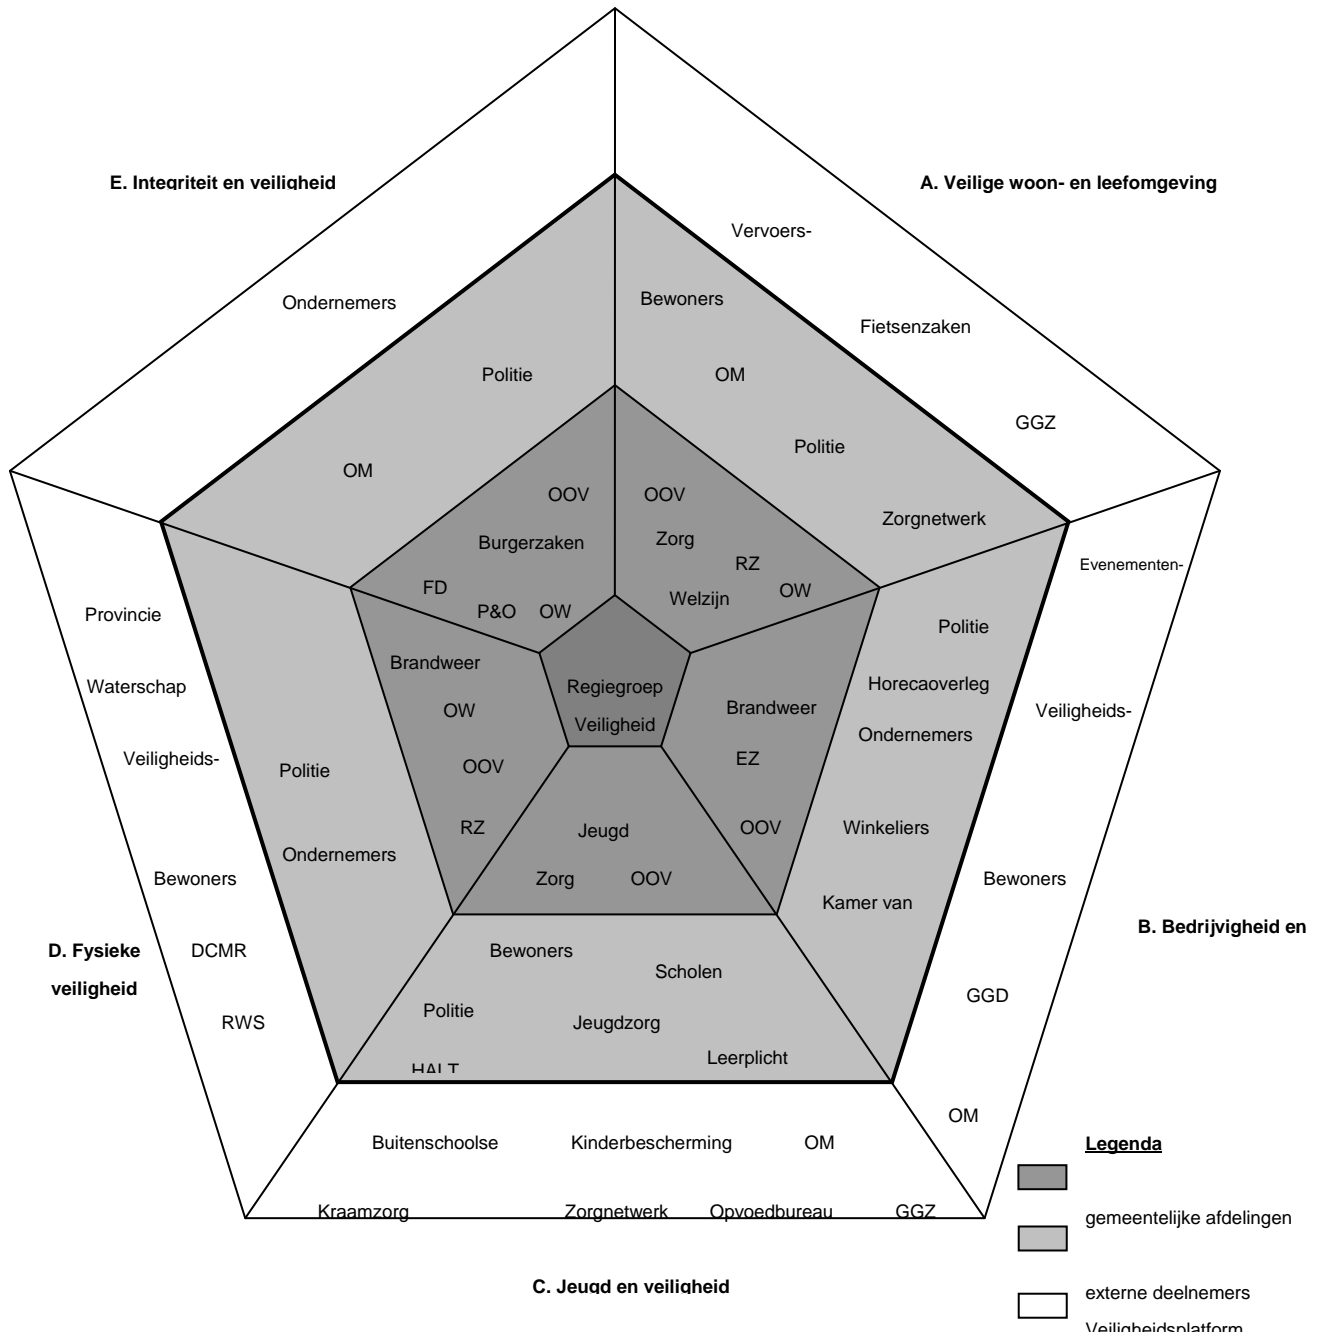 E. Integriteit en veiligheid
A. Veilige woon- en leefomgeving
Vervoers-
Bewoners
Ondernemers
Fietsenzaken
Politie
OM
GGZ
Politie
OM
OOV
OOV
Zorgnetwerk
Burgerzaken
Zorg
RZ
Evenementen-
FD
OW
Welzijn
P&O
OW
Provincie
Politie
Brandweer
Waterschap
Regiegroep
Veiligheid
Horecaoverleg
OW
Brandweer
Veiligheids-
Ondernemers
Veiligheids-
EZ
OOV
Politie
RZ
Jeugd
OOV
Winkeliers
Ondernemers
Bewoners
Zorg
OOV
Bewoners
Kamer van
B. Bedrijvigheid en
D. Fysieke
veiligheid
DCMR
Bewoners
Scholen
GGD
Politie
Jeugdzorg
RWS
Leerplicht
HALT
OM
Buitenschoolse
Kinderbescherming
OM
Kraamzorg
Zorgnetwerk
Opvoedbureau
GGZ
C. Jeugd en veiligheid
Legenda
gemeentelijke afdelingen
externe deelnemers
Veiligheidsplatform